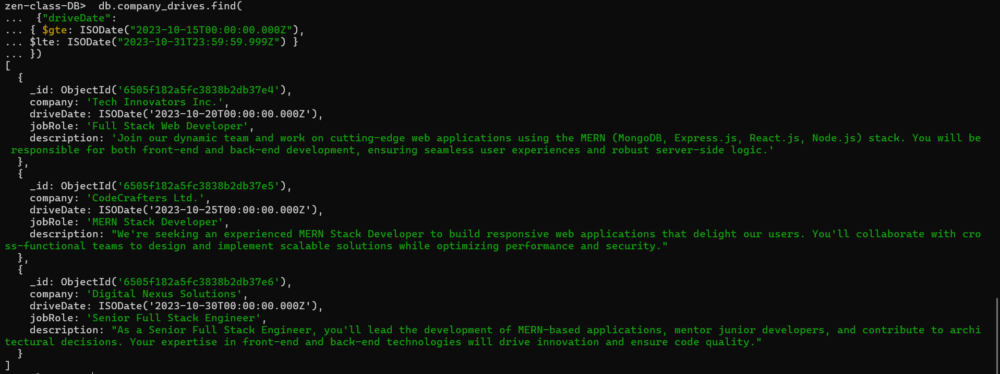 zen-class-DB>  db.company_drives.find(
...  {"driveDate":
... { $gte: ISODate("2023-10-15T00:00:00.000Z"),
... $lte: ISODate("2023-10-31T23:59:59.999Z") }
... })
[
  {
    _id: ObjectId('6505f182a5fc3838b2db37e4'),
    company: 'Tech Innovators Inc.',
    driveDate: ISODate('2023-10-20T00:00:00.000Z'),
    jobRole: 'Full Stack Web Developer',
    description: 'Join our dynamic team and work on cutting-edge web applications using the MERN (MongoDB, Express.js, React.js, Node.js) stack. You will be
 responsible for both front-end and back-end development, ensuring seamless user experiences and robust server-side logic.'
  },
  {
    _id: ObjectId('6505f182a5fc3838b2db37e5'),
    company: 'CodeCrafters Ltd.',
    driveDate: ISODate('2023-10-25T00:00:00.000Z'),
    jobRole: 'MERN Stack Developer',
    description: "We're seeking an experienced MERN Stack Developer to build responsive web applications that delight our users. You'll collaborate with cro
ss-functional teams to design and implement scalable solutions while optimizing performance and security."
  },
  {
    _id: ObjectId('6505f182a5fc3838b2db37e6'),
    company: 'Digital Nexus Solutions',
    driveDate: ISODate('2023-10-30T00:00:00.000Z'),
    jobRole: 'Senior Full Stack Engineer',
    description: "As a Senior Full Stack Engineer, you'll lead the development of MERN-based applications, mentor junior developers, and contribute to archi
tectural decisions. Your expertise in front-end and back-end technologies will drive innovation and ensure code quality."
  }
]